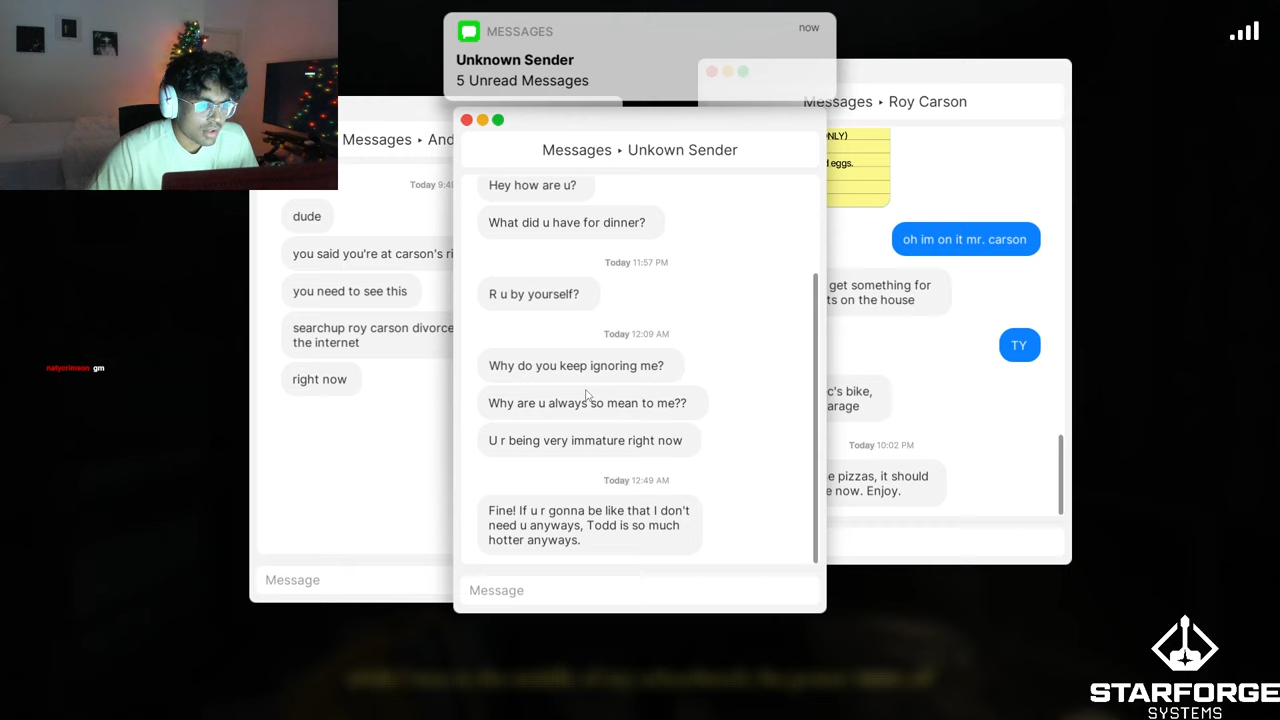 MESSAGES
now
Unknown Sender
5 Unread Messages
Messages ‣ And
Today 9:4
dude
you said you're at carson's ri
you need to see this
searchup roy carson divorce
the internet
right now
Message
Messages ‣ Unkown Sender
Hey how are u?
What did u have for dinner?
Today 11:57 PM
R u by yourself?
Today 12:09 AM
Why do you keep ignoring me?
Why are u always so mean to me??
U r being very immature right now
Today 12:49 AM
Fine! If u r gonna be like that I don't
need u anyways, Todd is so much
hotter anyways.
Message
Messages ‣ Roy Carson
ONLY)
eggs.
oh im on it mr. carson
get something for
ts on the house
TY
c's bike,
arage
Today 10:02 PM
e pizzas, it should
e now. Enjoy.
natycrimson gm
STARFORGE
SYSTEMS